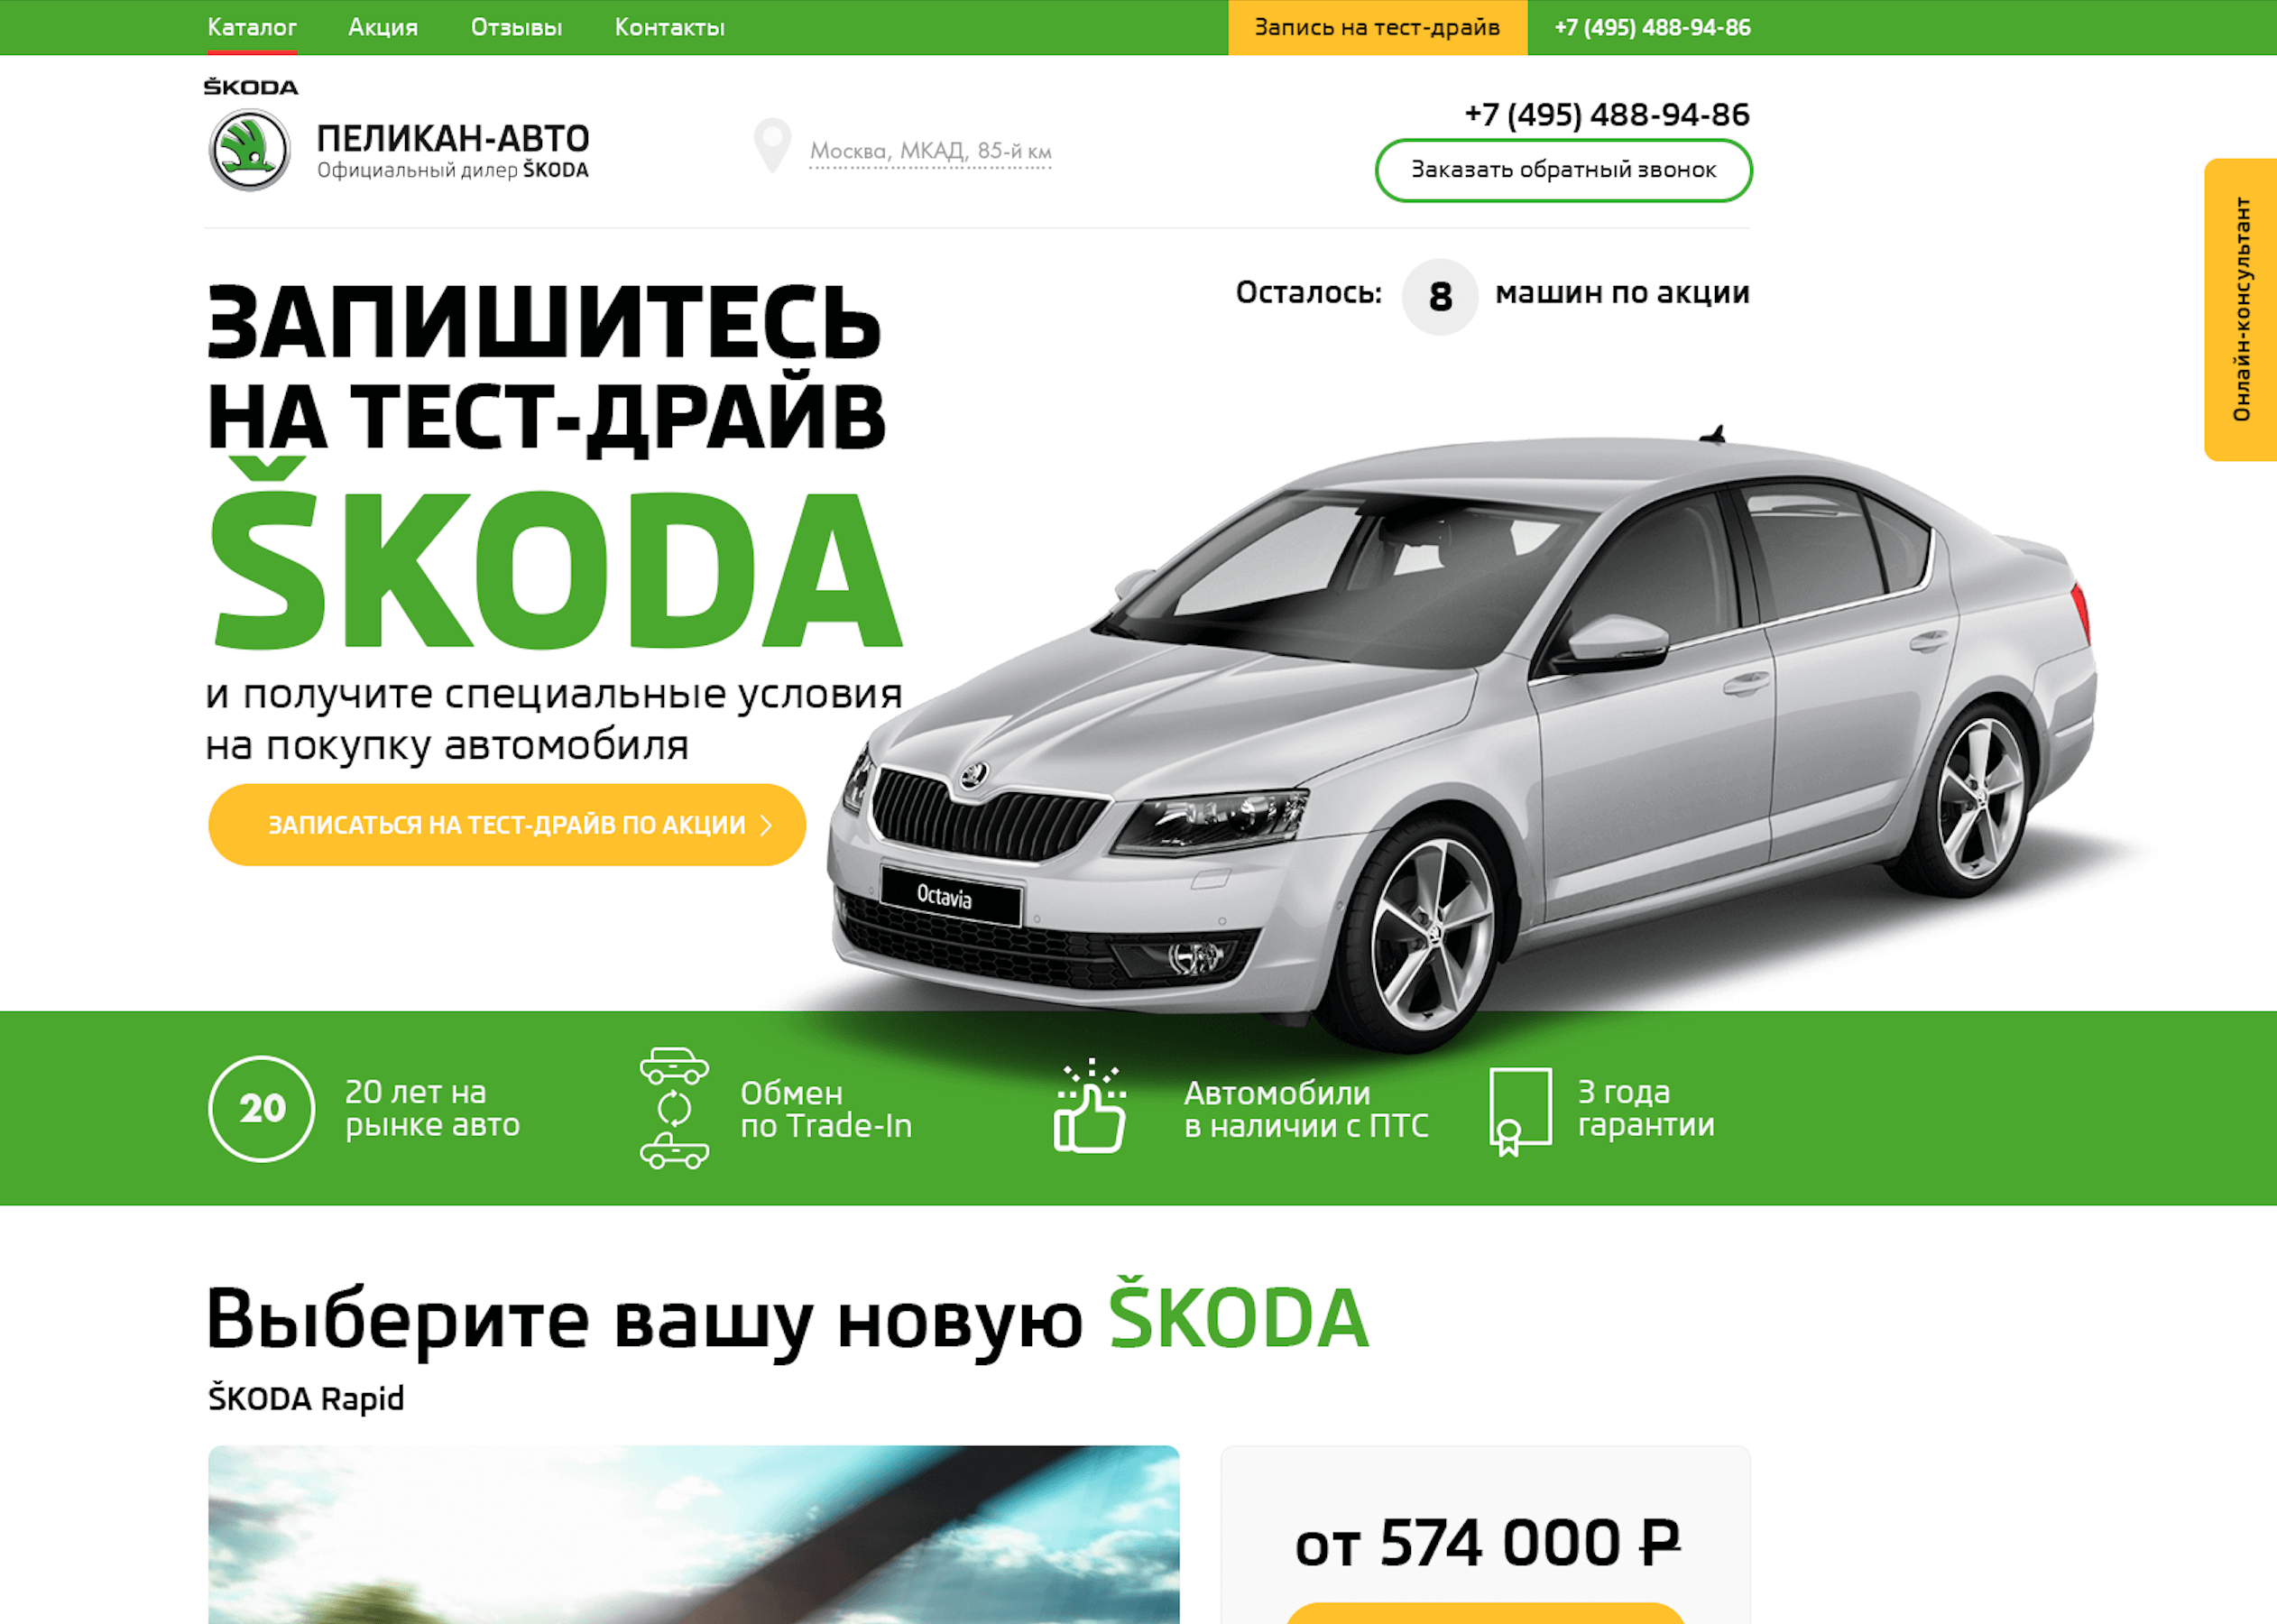 Каталог Акция Отзывы Контакты Запись на тест-драйв +7 (495) 488-94-86
ŠKODA
ПЕЛИКАН-АВТО
Официальный дилер ŠKODA
Москва, МКАД, 85-й км
+7 (495) 488-94-86
Заказать обратный звонок
Онлайн-консультант
Осталось: 8 машин по акции
ЗАПИШИТЕСЬ
НА ТЕСТ-ДРАЙВ
ŠKODA
и получите специальные условия
на покупку автомобиля
ЗАПИСАТЬСЯ НА ТЕСТ-ДРАЙВ ПО АКЦИИ
Octavia
20
20 лет на
рынке авто
Обмен
по Trade-In
Автомобили
в наличии с ПТС
3 года
гарантии
Выберите вашу новую ŠKODA
ŠKODA Rapid
от 574 000 ₽